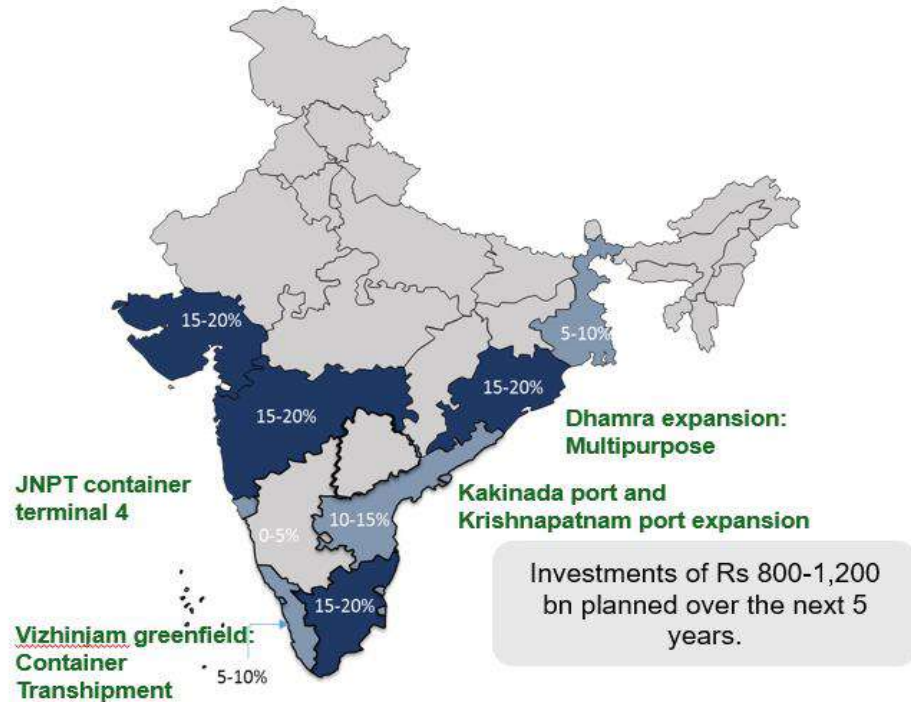 15-20%
5-10%
15-20%
15-20%
Dhamra expansion:
Multipurpose
JNPT container
terminal 4
Kakinada port and
Krishnapatnam port expansion
10-15%
0-5%
Investments of Rs 800-1,200
bn planned over the next 5
years.
15-20%
Vizhinjam greenfield:
Container
Transhipment
5-10%